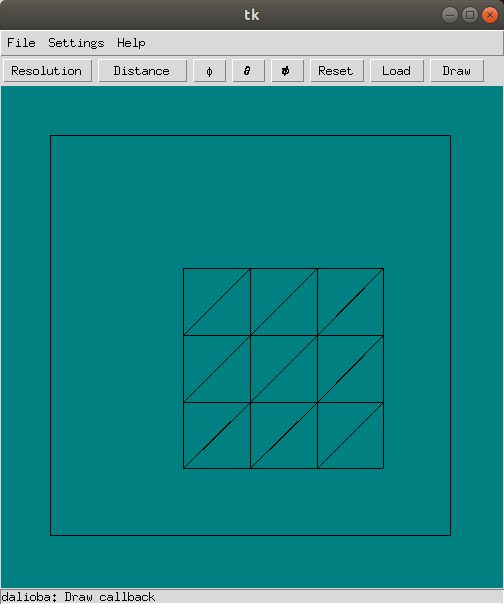 tk
File Settings Help
Resolution Distance ϕ θ Reset Load Draw
dalioba: Draw callback